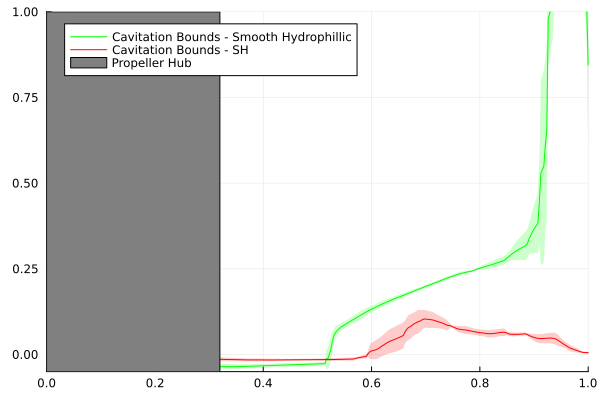 1.00
Cavitation Bounds - Smooth Hydrophillic
Cavitation Bounds - SH
Propeller Hub
0.75
0.50
0.25
0.00
0.0 0.2 0.4 0.6 0.8 1.0